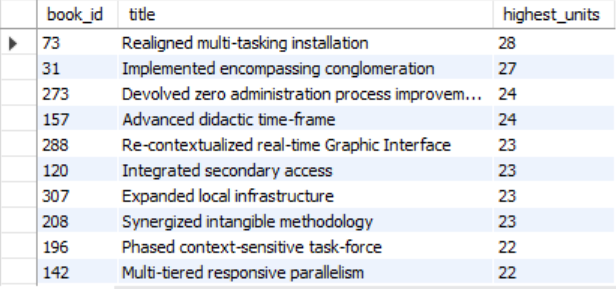 book_id title highest_units
73 Realigned multi-tasking installation 28
31 Implemented encompassing conglomeration 27
273 Devolved zero administration process improvem... 24
157 Advanced didactic time-frame 24
288 Re-contextualized real-time Graphic Interface 23
120 Integrated secondary access 23
307 Expanded local infrastructure 23
208 Synergized intangible methodology 23
196 Phased context-sensitive task-force 22
142 Multi-tiered responsive parallelism 22